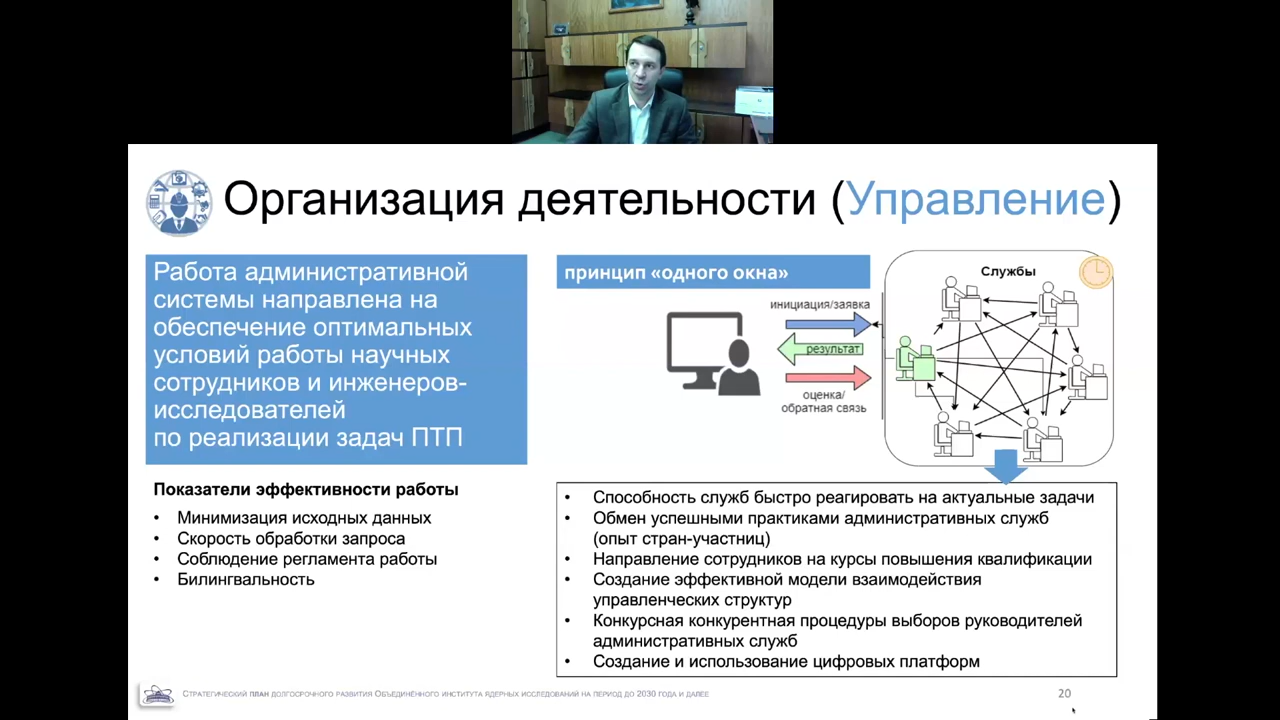 Организация деятельности (Управление)
Работа административной
системы направлена на
обеспечение оптимальных
условий работы научных
сотрудников и инженеров-
исследователей
по реализации задач ПТП
Показатели эффективности работы
• Минимизация исходных данных
• Скорость обработки запроса
• Соблюдение регламента работы
• Билингвальность
принцип «одного окна»
инициация/заявка
результат
оценка/
обратная связь
Службы
• Способность служб быстро реагировать на актуальные задачи
• Обмен успешными практиками административных служб
(опыт стран-участниц)
• Направление сотрудников на курсы повышения квалификации
• Создание эффективной модели взаимодействия
управленческих структур
• Конкурсная конкурентная процедуры выборов руководителей
административных служб
• Создание и использование цифровых платформ
Стратегический план долгосрочного развития Объединённого института ядерных исследований на период до 2030 года и далее
20